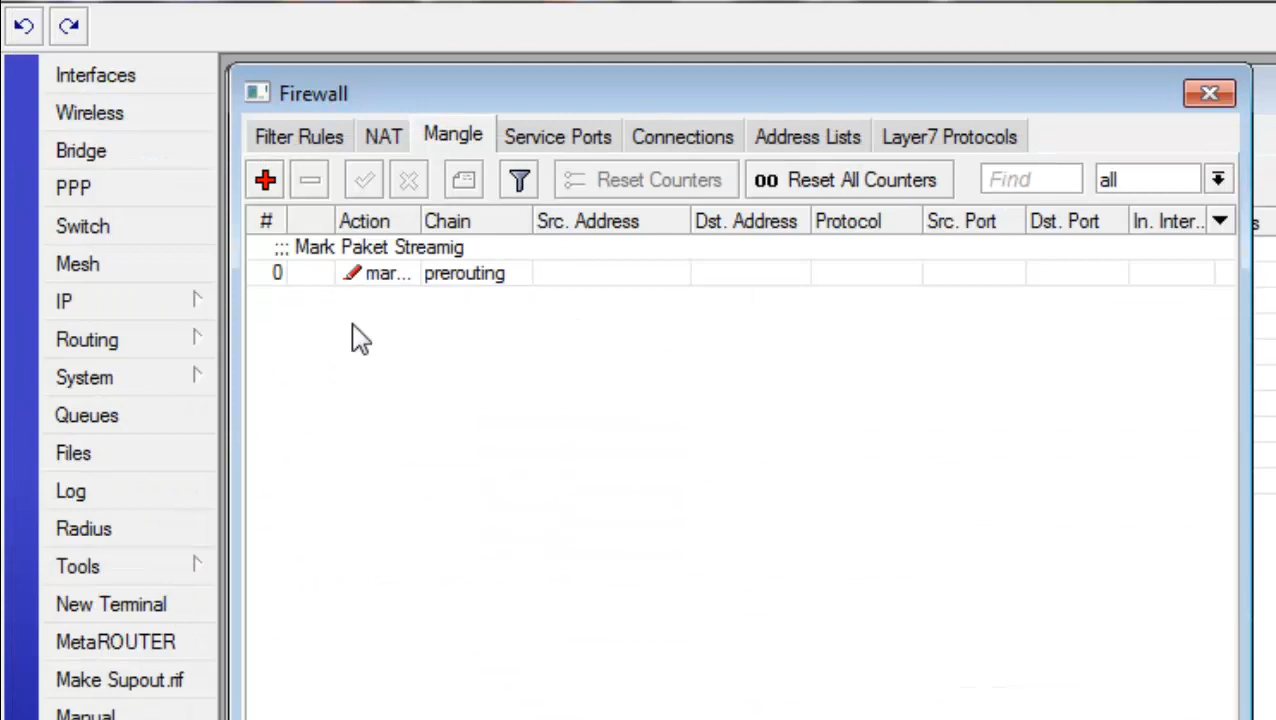 Firewall
Filter Rules NAT Mangle Service Ports Connections Address Lists Layer7 Protocols
Reset Counters 00 Reset All Counters Find all
# Action Chain Src. Address Dst. Address Protocol Src. Port Dst. Port In. Inter..
;;; Mark Paket Streamig
0 mar... prerouting
Interfaces
Wireless
Bridge
PPP
Switch
Mesh
IP
Routing
System
Queues
Files
Log
Radius
Tools
New Terminal
MetaROUTER
Make Supout.rif
Manual